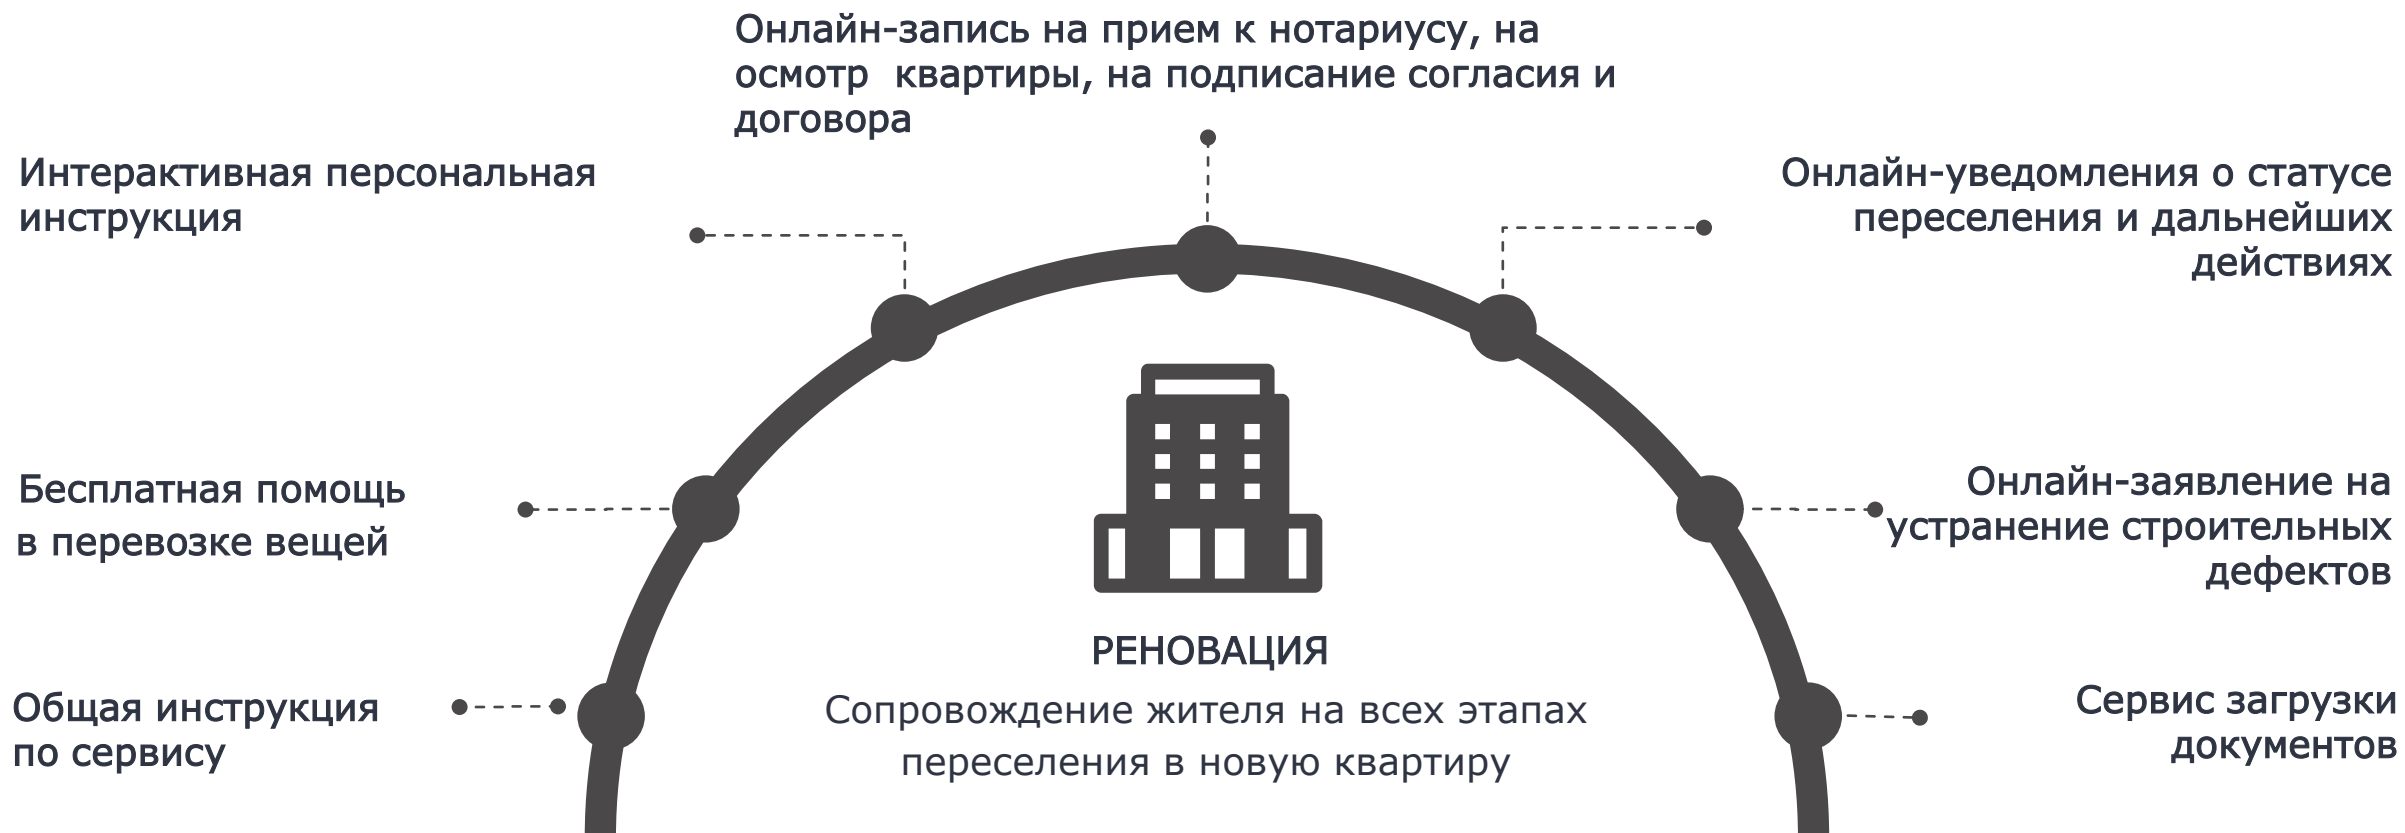 Онлайн-запись на прием к нотариусу, на
осмотр  квартиры, на подписание согласия и
договора
Интерактивная персональная
инструкция
Онлайн-уведомления о статусе
переселения и дальнейших
действиях
Бесплатная помощь
в перевозке вещей
Онлайн-заявление на
устранение строительных
дефектов
Общая инструкция
по сервису
РЕНОВАЦИЯ
Сопровождение жителя на всех этапах
переселения в новую квартиру
Сервис загрузки
документов